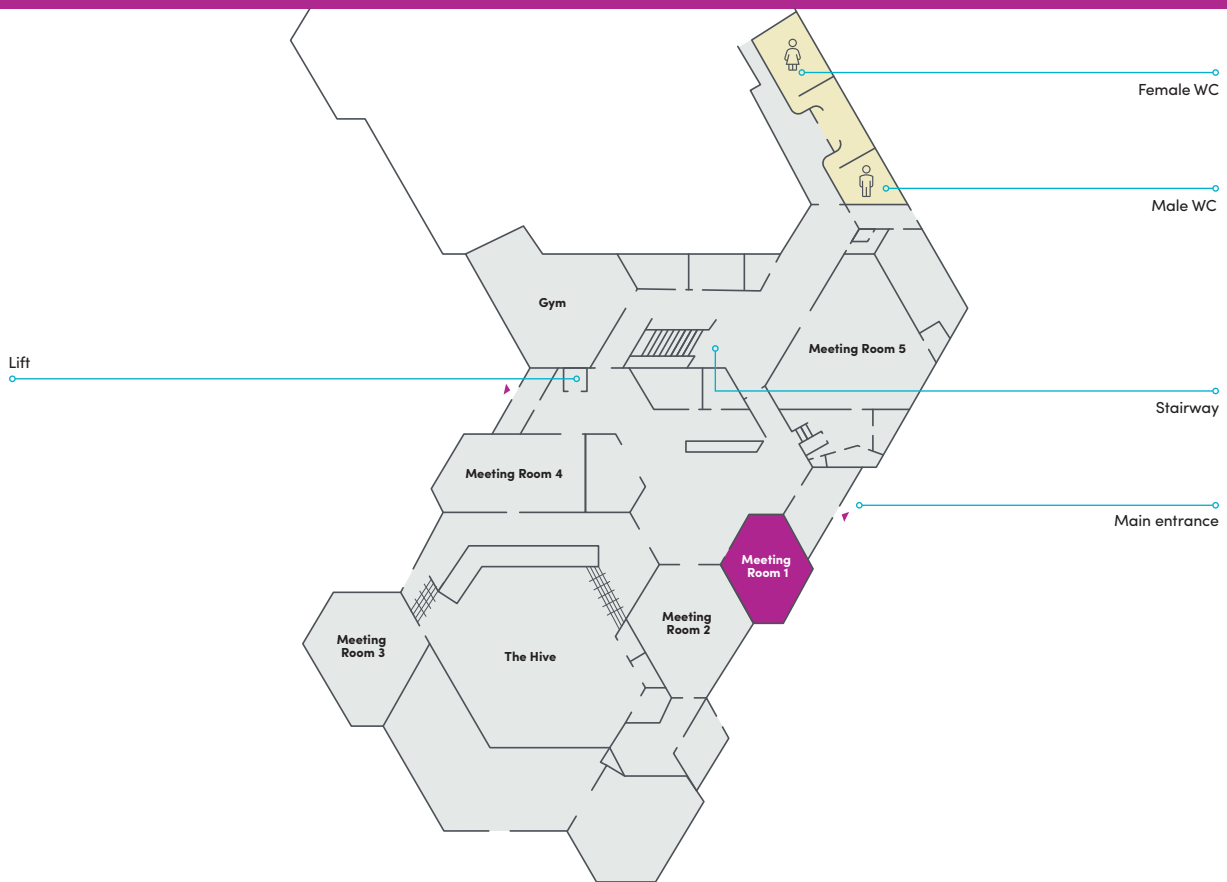 Female WC
Male WC
Gym
Meeting Room 5
Lift
Stairway
Meeting Room 4
Main entrance
Meeting
Room 1
Meeting
Room 2
Meeting
Room 3
The Hive